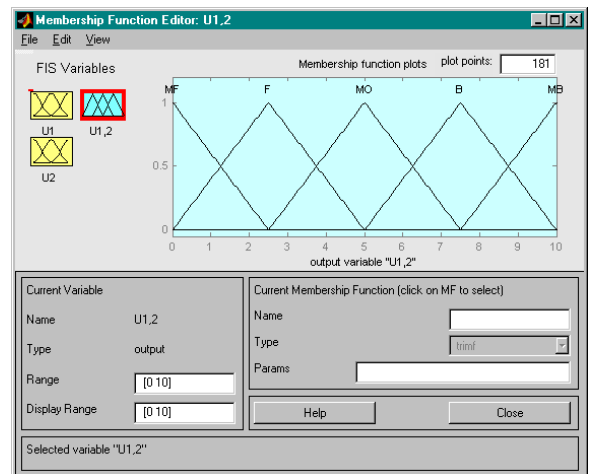 Membership Function Editor: U1,2
File Edit View
FIS Variables
Membership function plots
plot points:
181
U1
U1,2
U2
MF F MO B MB
1
0.5
0
0 1 2 3 4 5 6 7 8 9 10
output variable "U1,2"
Current Variable
Name U1,2
Type output
Range [0 10]
Display Range [0 10]
Current Membership Function (click on MF to select)
Name
Type trimf
Params
Help
Close
Selected variable "U1,2"